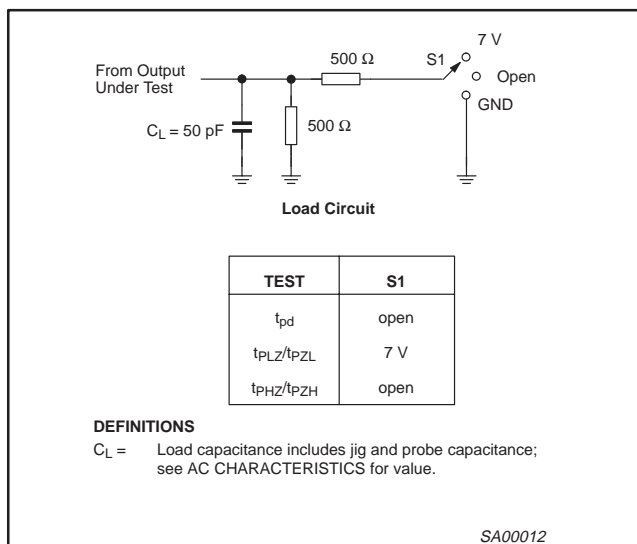 7 V
500 Ω
S1
From Output
Under Test
Open
GND
C_L = 50 pF
500 Ω
Load Circuit
TEST S1
t_pd open
t_PLZ/t_PZL 7 V
t_PHZ/t_PZH open
DEFINITIONS
C_L = Load capacitance includes jig and probe capacitance;
see AC CHARACTERISTICS for value.
SA00012